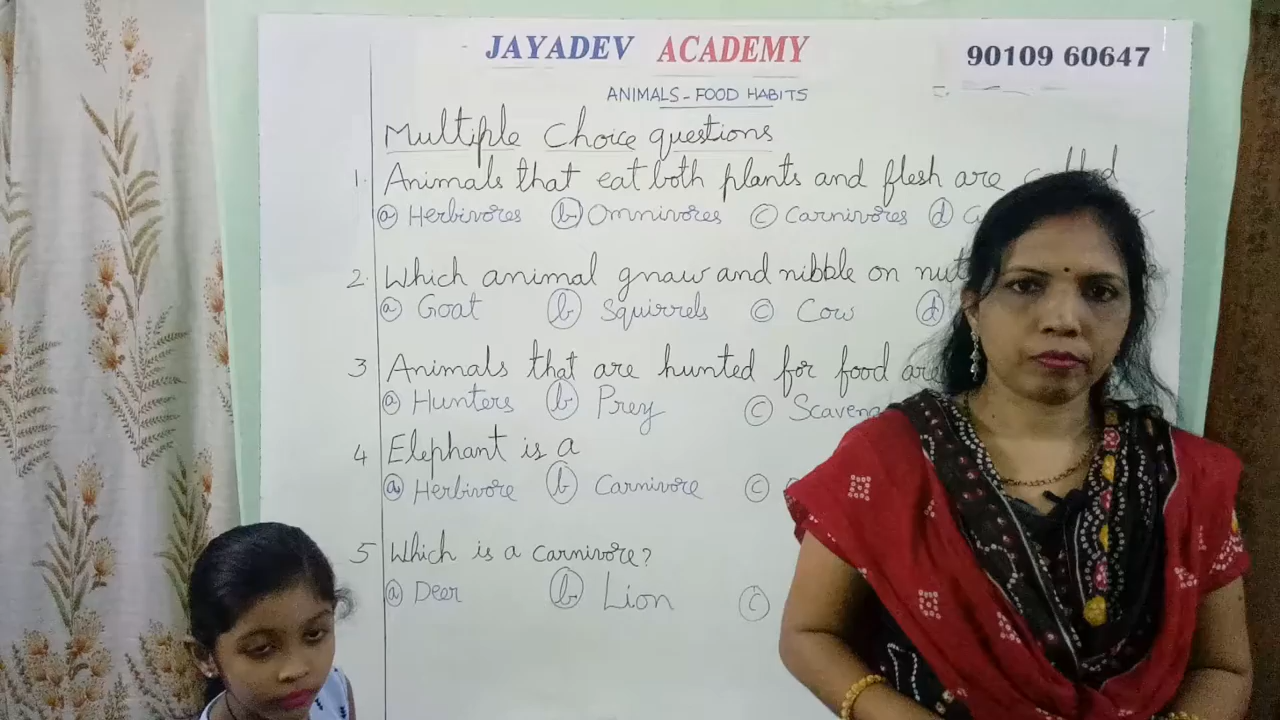 JAYADEV ACADEMY
90109 60647
ANIMALS - FOOD HABITS
Multiple Choice questions
1. Animals that eat both plants and flesh are called
(a) Herbivores (b) Omnivores (c) Carnivores (d)
2. Which animal gnaw and nibble on
(a) Goat (b) Squirrels (c) Cow (d)
3 Animals that are hunted for food are
(a) Hunters (b) Prey (c)
4 Elephant is a
(a) Herbivore (b) Carnivore (c)
5 Which is a carnivore?
(a) Deer (b) Lion (c)